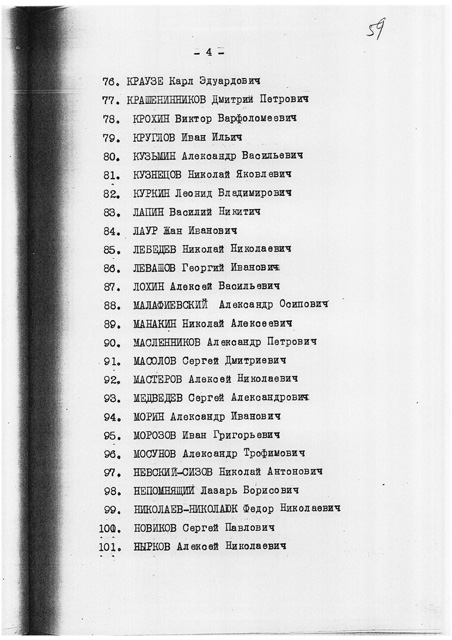 59
- 4 -
76. КРАУЗЕ Карл Эдуардович
77. КРАШЕНИННИКОВ Дмитрий Петрович
78. КРОХИН Виктор Варфоломеевич
79. КРУГЛОВ Иван Ильич
80. КУЗЬМИН Александр Васильевич
81. КУЗНЕЦОВ Николай Яковлевич
82. КУРКИН Леонид Владимирович
83. ЛАПИН Василий Никитич
84. ЛАУР Жан Иванович
85. ЛЕБЕДЕВ Николай Николаевич
86. ЛЕВАШОВ Георгий Иванович
87. ЛОХИН Алексей Васильевич
88. МАЛАФИЕВСКИЙ Александр Осипович
89. МАНАКИН Николай Алексеевич
90. МАСЛЕННИКОВ Александр Петрович
91. МАСОЛОВ Сергей Дмитриевич
92. МАСТЕРОВ Алексей Николаевич
93. МЕДВЕДЕВ Сергей Александрович
94. МОРИН Александр Иванович
95. МОРОЗОВ Иван Григорьевич
96. МОСУНОВ Александр Трофимович
97. НЕВСКИЙ-СИЗОВ Николай Антонович
98. НЕПОМНЯЩИЙ Лазарь Борисович
99. НИКОЛАЕВ-НИКОЛАЮК Федор Николаевич
100. НОВИКОВ Сергей Павлович
101. НЫРКОВ Алексей Николаевич